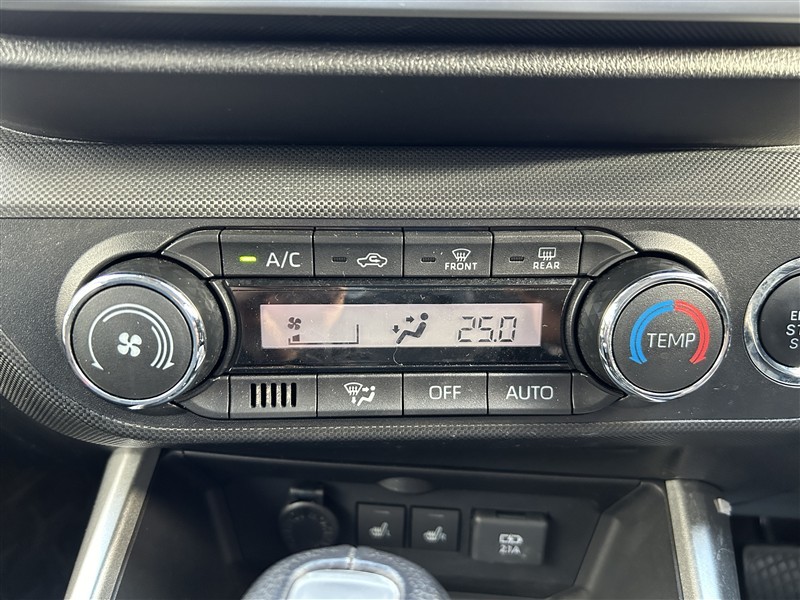 A/C
FRONT
REAR
25.0
TEMP
OFF
AUTO
2.1A